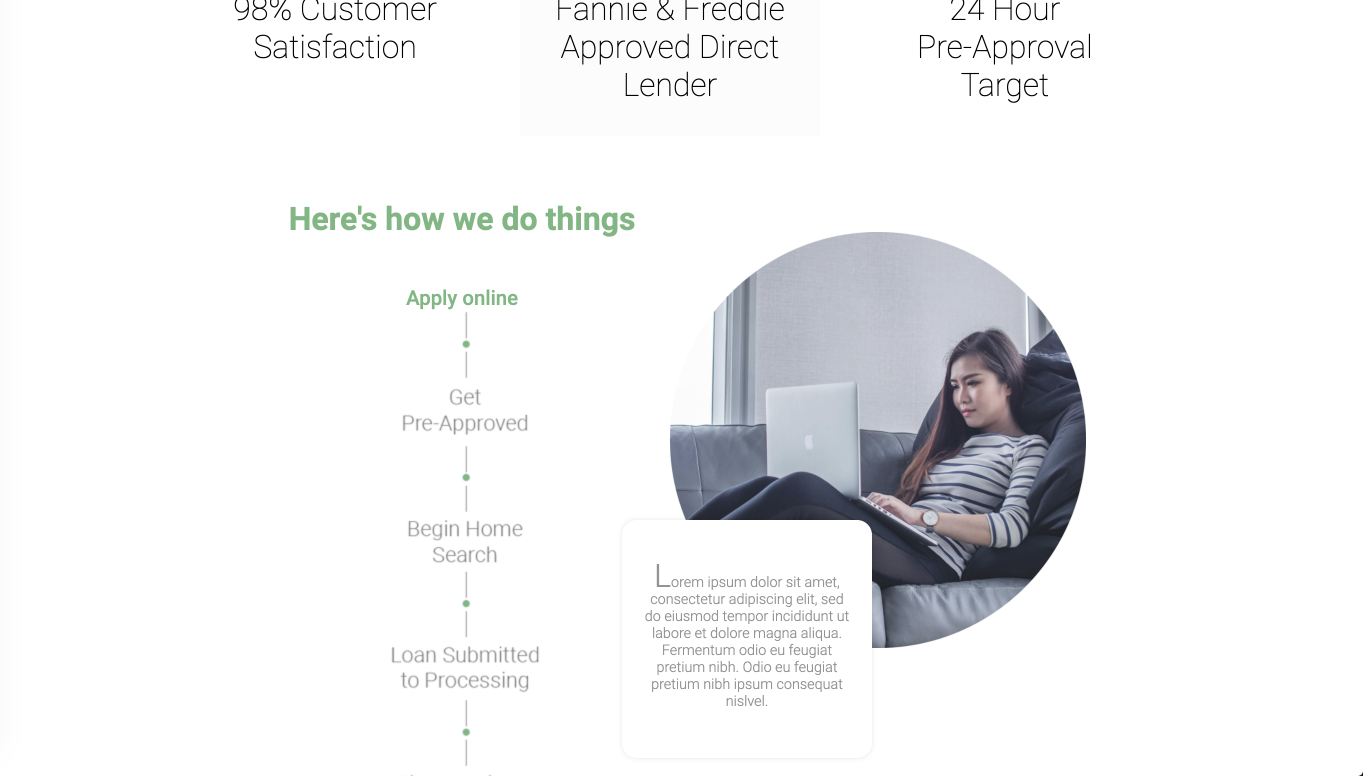 98% Customer
Satisfaction
Fannie & Freddie
Approved Direct
Lender
24 Hour
Pre-Approval
Target
Here's how we do things
Apply online
Get
Pre-Approved
Begin Home
Search
Loan Submitted
to Processing
Lorem ipsum dolor sit amet,
consectetur adipiscing elit, sed
do eiusmod tempor incididunt ut
labore et dolore magna aliqua.
Fermentum odio eu feugiat
pretium nibh. Odio eu feugiat
pretium nibh ipsum consequat
nislvel.